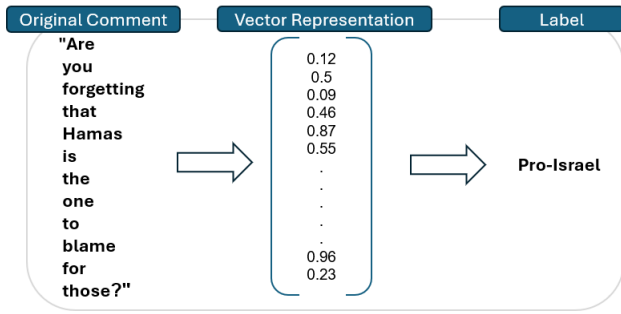 Original Comment
Vector Representation
Label
"Are
you
forgetting
that
Hamas
is
the
one
to
blame
for
those?"
0.12
0.5
0.09
0.46
0.87
0.55
.
.
.
.
.
0.96
0.23
Pro-Israel